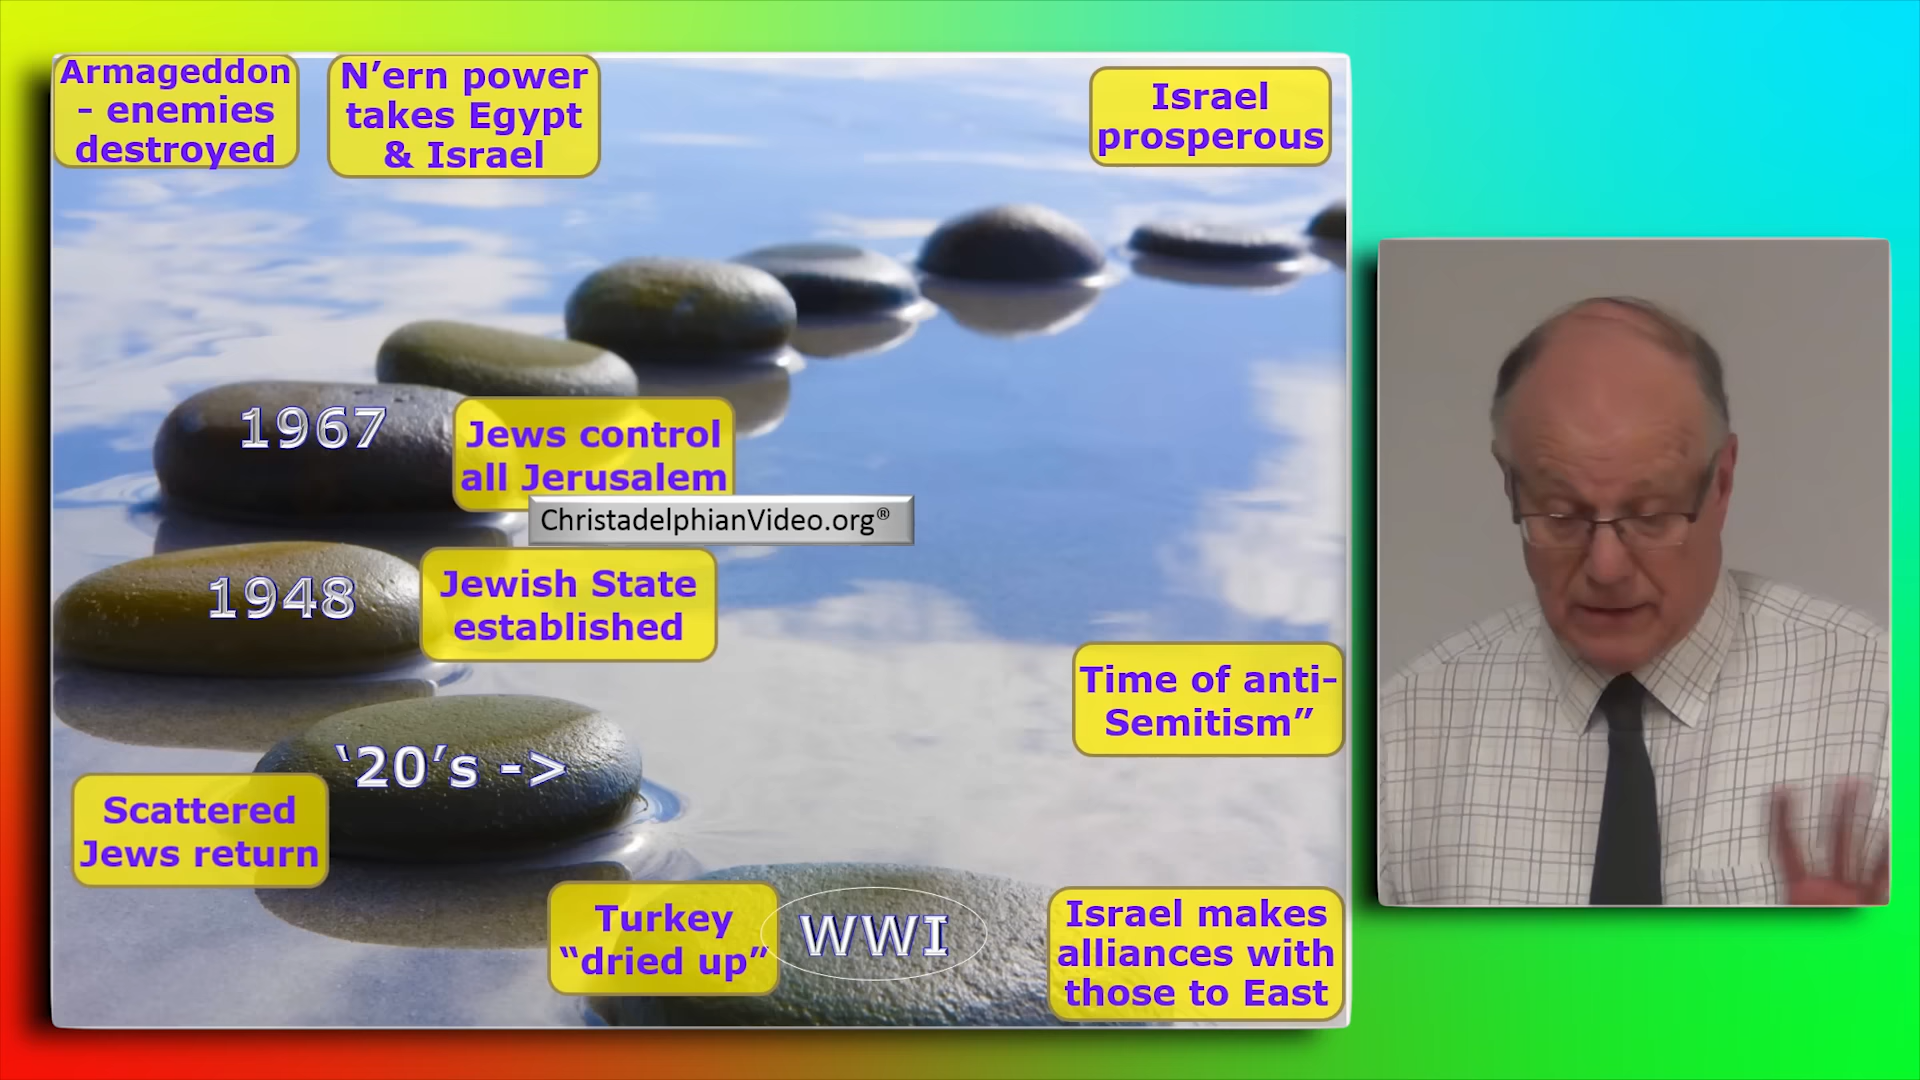 Armageddon
- enemies
destroyed
N’ern power
takes Egypt
& Israel
Israel
prosperous
1967
Jews control
all Jerusalem
ChristadelphianVideo.org®
1948
Jewish State
established
Time of anti-
Semitism”
‘20’s ->
Scattered
Jews return
Turkey
“dried up”
WWI
Israel makes
alliances with
those to East